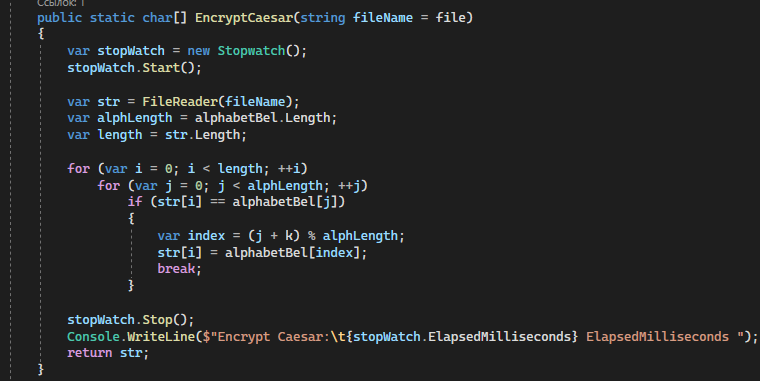 Ссылок: 1
public static char[] EncryptCaesar(string fileName = file)
{
    var stopWatch = new Stopwatch();
    stopWatch.Start();

    var str = FileReader(fileName);
    var alphLength = alphabetBel.Length;
    var length = str.Length;

    for (var i = 0; i < length; ++i)
        for (var j = 0; j < alphLength; ++j)
            if (str[i] == alphabetBel[j])
            {
                var index = (j + k) % alphLength;
                str[i] = alphabetBel[index];
                break;
            }

    stopWatch.Stop();
    Console.WriteLine($"Encrypt Caesar:\t{stopWatch.ElapsedMilliseconds} ElapsedMilliseconds ");
    return str;
}